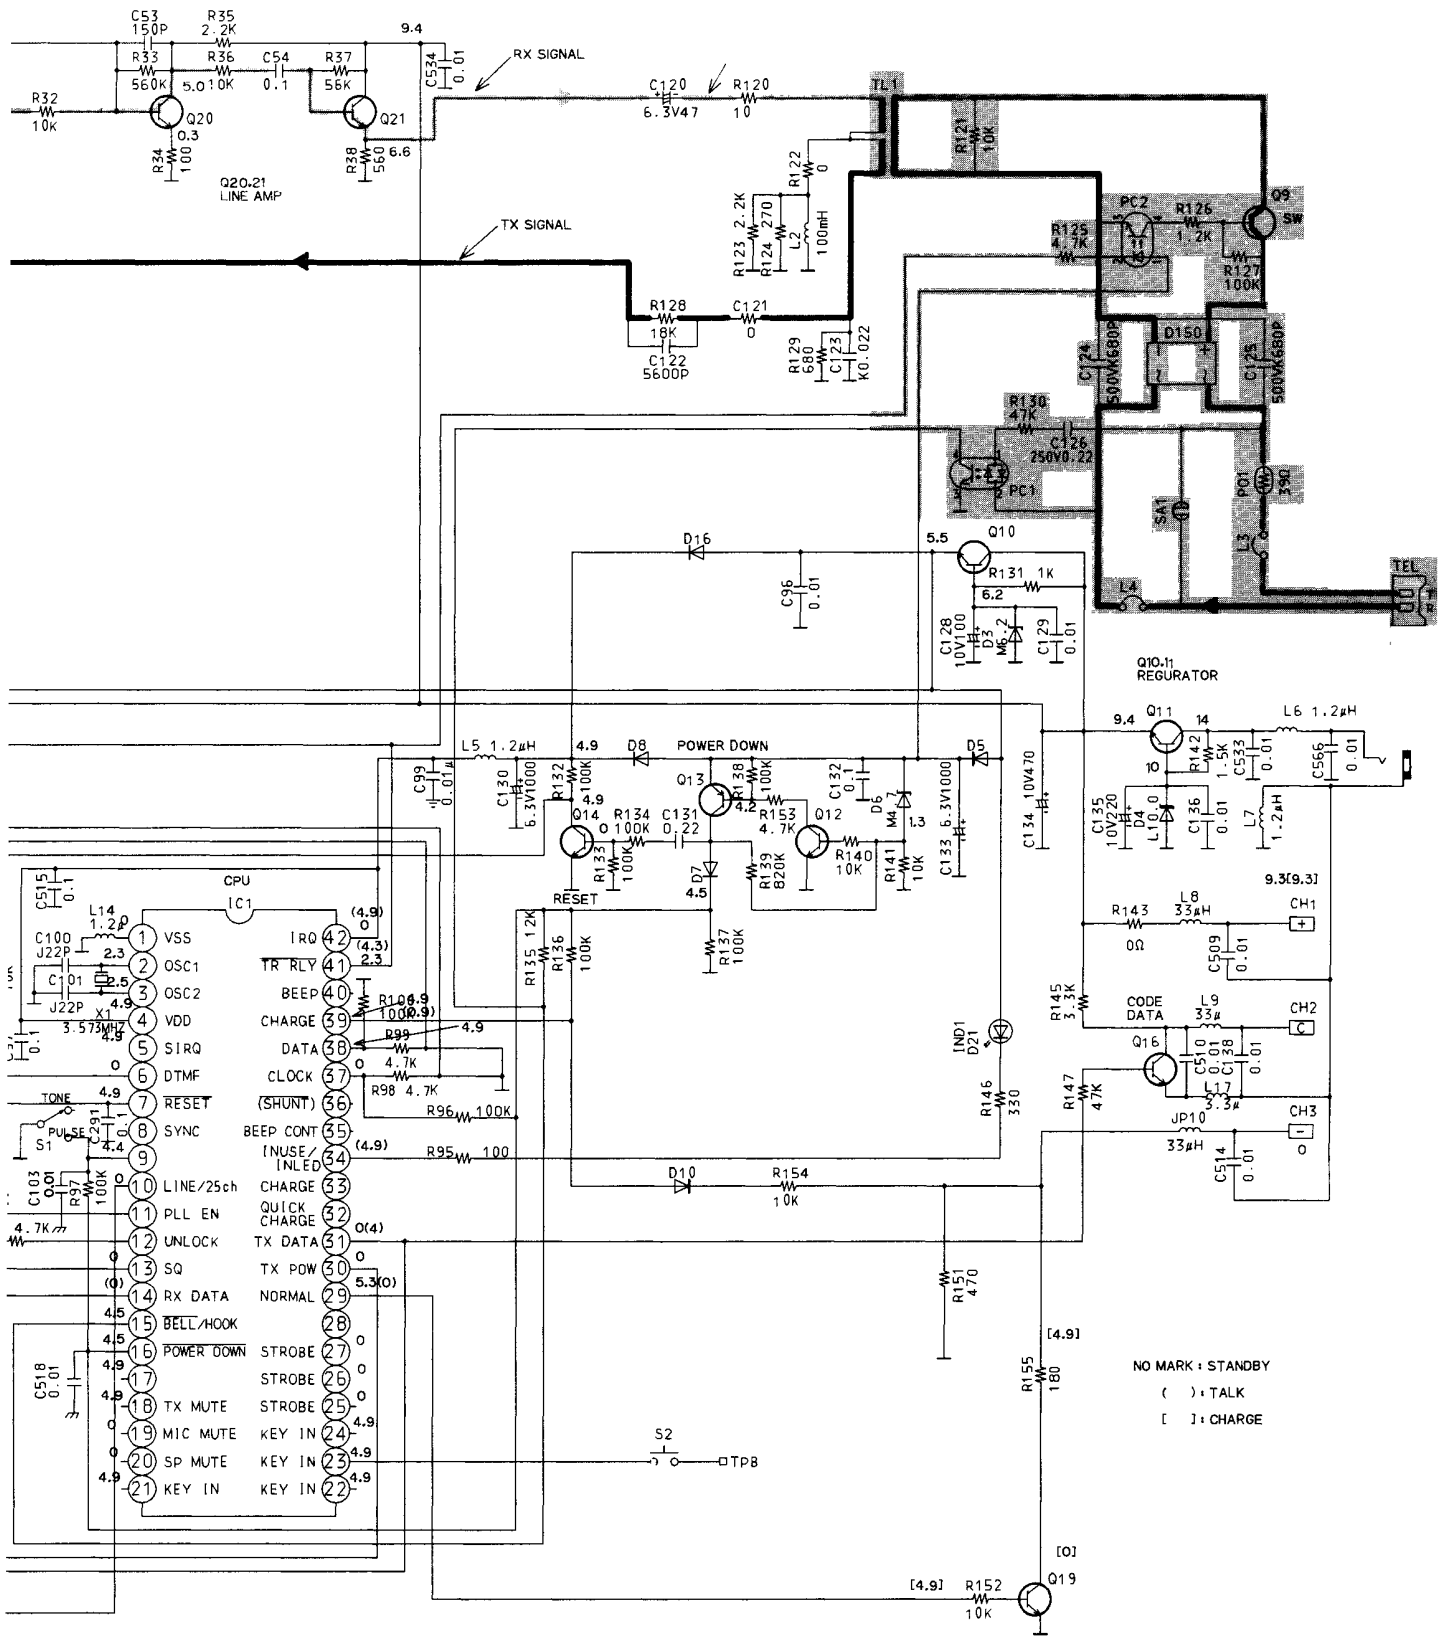 C53
150P
R35
2.2K
9.4
R33
560K
R36
10K
5.0
C54
0.1
R37
56K
C534
0.01
RX SIGNAL
C120
6.3V47
R120
10
TL1
R32
10K
Q20
0.3
R34
100
Q21
R38
560
6.6
Q20.21
LINE AMP
R121
10K
R122
0
R123 2.2K
R124 270
L2
100mH
TX SIGNAL
PC2
R126
1.2K
Q9
SW
R125
4.7K
R127
100K
R128
18K
C122
5600P
C121
0
R129
680
C123
K0.022
C124
500VK680P
D150
- +
~ ~
C125
500VK680P
R130
47K
C126
250V0.22
PC1
PO1
39Ω
SA1
L3
L4
TEL
T
R
D16
5.5
Q10
R131 1K
6.2
C96
0.01
C128
10V100
D3
M6.2
C129
0.01
Q10.11
REGURATOR
9.4
Q11
14
L6 1.2μH
R142
1.5K
C533
0.01
C566
0.01
10
C135
10V220
D4
L10.0
C136
0.01
L7
1.2μH
L5 1.2μH
4.9
D8
POWER DOWN
D5
C99
0.01μ
C130
6.3V1000
R132
100K
Q13
R138
100K
C132
0.1
D6
M4.7
1.3
4.9
Q14
0
R134
100K
C131
0.22
4.2
R153
4.7K
Q12
C133 6.3V1000
C134 10V470
R133
100K
R139
820K
R140
10K
R141
10K
D7
4.5
RESET
9.3[9.3]
CPU
IC1
C515
0.1
L14
1.2μ
C100
J22P
C101
J22P
X1
3.573MHZ
0
2.3
2.5
4.9
4.9
0
4.9
4.4
1 VSS
2 OSC1
3 OSC2
4 VDD
5 SIRQ
6 DTMF
7 RESET
8 SYNC
9
10 LINE/25ch
11 PLL EN
12 UNLOCK
13 SQ
14 RX DATA
15 BELL/HOOK
16 POWER DOWN
17
18 TX MUTE
19 MIC MUTE
20 SP MUTE
21 KEY IN
IRQ 42
TR RLY 41
BEEP 40
CHARGE 39
DATA 38
CLOCK 37
(SHUNT) 36
BEEP CONT 35
INUSE/
INLED 34
CHARGE 33
QUICK
CHARGE 32
TX DATA 31
TX POW 30
NORMAL 29
28
STROBE 27
STROBE 26
STROBE 25
KEY IN 24
KEY IN 23
KEY IN 22
(4.9)
0
(4.3)
2.3
R100
100K
4.9
(0.9)
4.9
R99
4.7K
0
R98 4.7K
R96 100K
(4.9)
R95 100
0(4)
0
5.3(0)
0
0
0
4.9
4.9
4.9
TONE
PULSE
S1
C291
0.1
C103
0.01
R97
100K
4.7K
0
0
(0)
4.5
4.5
4.9
4.9
0
0
4.9
C518
0.01
R135 12K
R136
100K
R137
100K
IND1
D21
R146
330
D10
R154
10K
R151
470
R143
0Ω
L8
33μH
CH1
+
C509
0.01
R145
3.3K
CODE
DATA
L9
33μ
CH2
C
Q16
C510
0.01
C138
0.01
R147
47K
L17
3.3μ
JP10
33μH
CH3
-
0
C514
0.01
[4.9]
R155
180
NO MARK : STANDBY
( ) : TALK
[ ] : CHARGE
S2
TPB
[0]
[4.9]
R152
10K
Q19